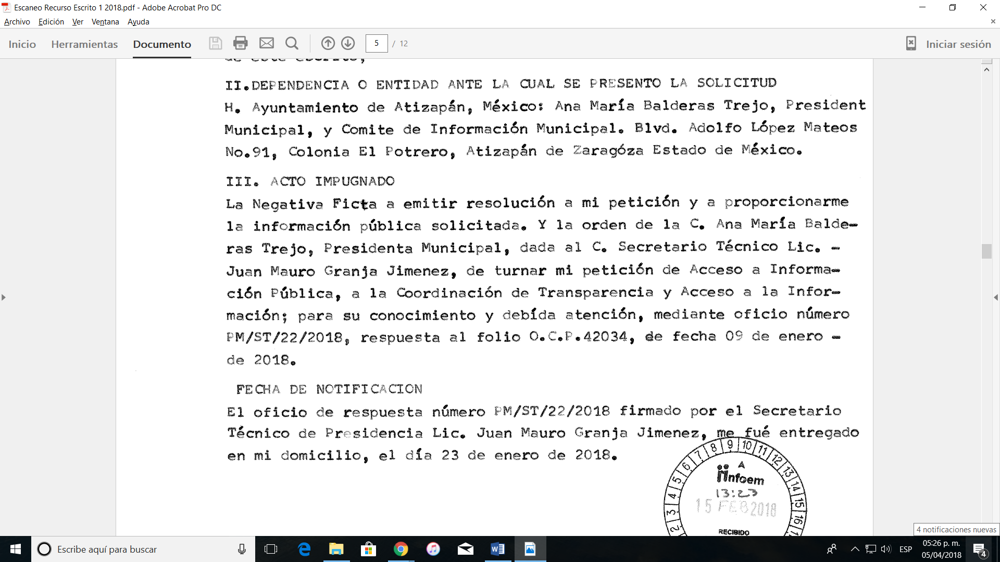 Escaneo Recurso Escrito 1 2018.pdf - Adobe Acrobat Pro DC
Archivo Edición Ver Ventana Ayuda
Inicio Herramientas Documento 5 / 12 Iniciar sesión
de este escrito,
II.DEPENDENCIA O ENTIDAD ANTE LA CUAL SE PRESENTO LA SOLICITUD
H. Ayuntamiento de Atizapán, México: Ana María Balderas Trejo, President
Municipal, y Comite de Información Municipal. Blvd. Adolfo López Mateos
No.91, Colonia El Potrero, Atizapán de Zaragóza Estado de México.
III. ACTO IMPUGNADO
La Negativa Ficta a emitir resolución a mi petición y a proporcionarme
la información pública solicitada. Y la orden de la C. Ana María Balde-
ras Trejo, Presidenta Municipal, dada al C. Secretario Técnico Lic. -
Juan Mauro Granja Jimenez, de turnar mi petición de Acceso a Informa-
ción Pública, a la Coordinación de Transparencia y Acceso a la Infor-
mación; para su conocimiento y debída atención, mediante oficio número
PM/ST/22/2018, respuesta al folio O.C.P.42034, de fecha 09 de enero -
de 2018.
FECHA DE NOTIFICACION
El oficio de respuesta número PM/ST/22/2018 firmado por el Secretario
Técnico de Presidencia Lic. Juan Mauro Granja Jimenez, me fué entregado
en mi domicilio, el día 23 de enero de 2018.
2 3 4 5 6 7 8 9 10 11 12 13 14 15 16
A
infoem
13:23
15 FEB 2018
RECIBIDO
4 notificaciones nuevas
Escribe aquí para buscar
ESP
05:26 p. m.
05/04/2018
4